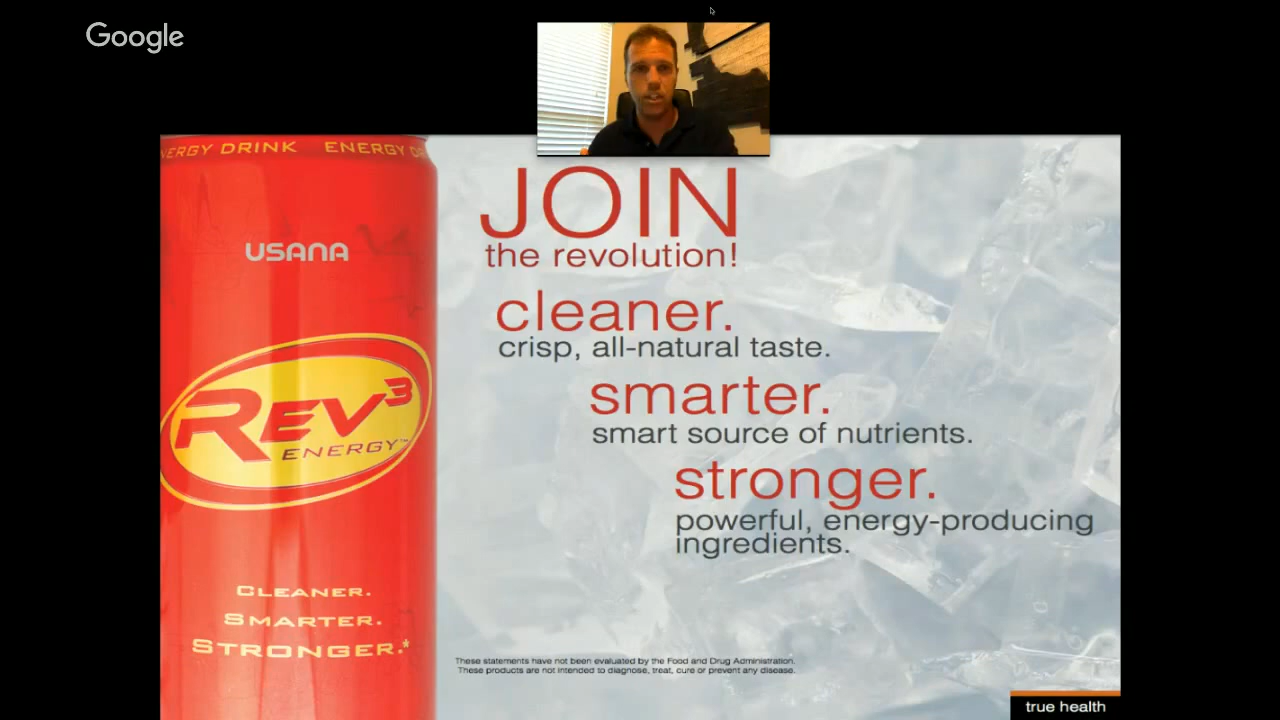 Google
ENERGY DRINK ENERGY
USANA
REV3
ENERGY™
CLEANER.
SMARTER.
STRONGER.*
JOIN
the revolution!
cleaner.
crisp, all-natural taste.
smarter.
smart source of nutrients.
stronger.
powerful, energy-producing
ingredients.
These statements have not been evaluated by the Food and Drug Administration.
These products are not intended to diagnose, treat, cure or prevent any disease.
true health